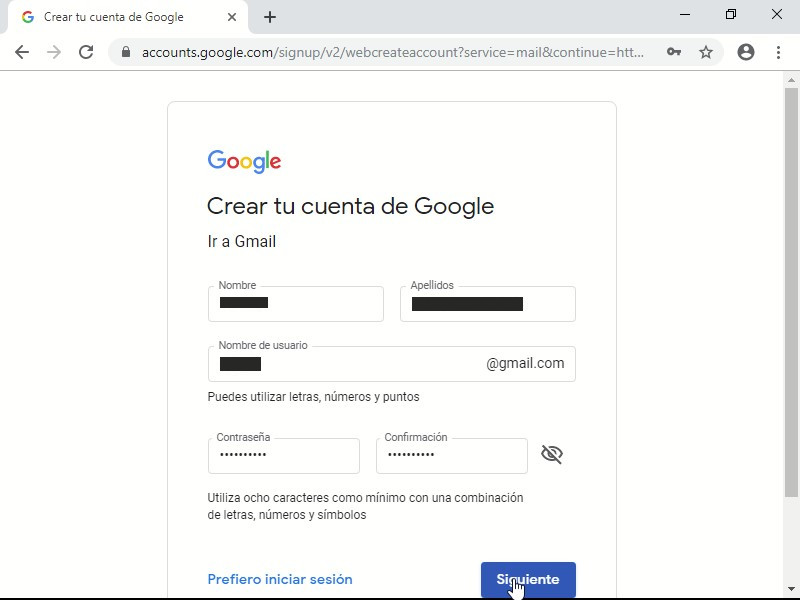 Crear tu cuenta de Google
accounts.google.com/signup/v2/webcreateaccount?service=mail&continue=htt...
Google
Crear tu cuenta de Google
Ir a Gmail
Nombre
Apellidos
Nombre de usuario
@gmail.com
Puedes utilizar letras, números y puntos
Contraseña
Confirmación
••••••••••
••••••••••
Utiliza ocho caracteres como mínimo con una combinación
de letras, números y símbolos
Prefiero iniciar sesión
Siguiente